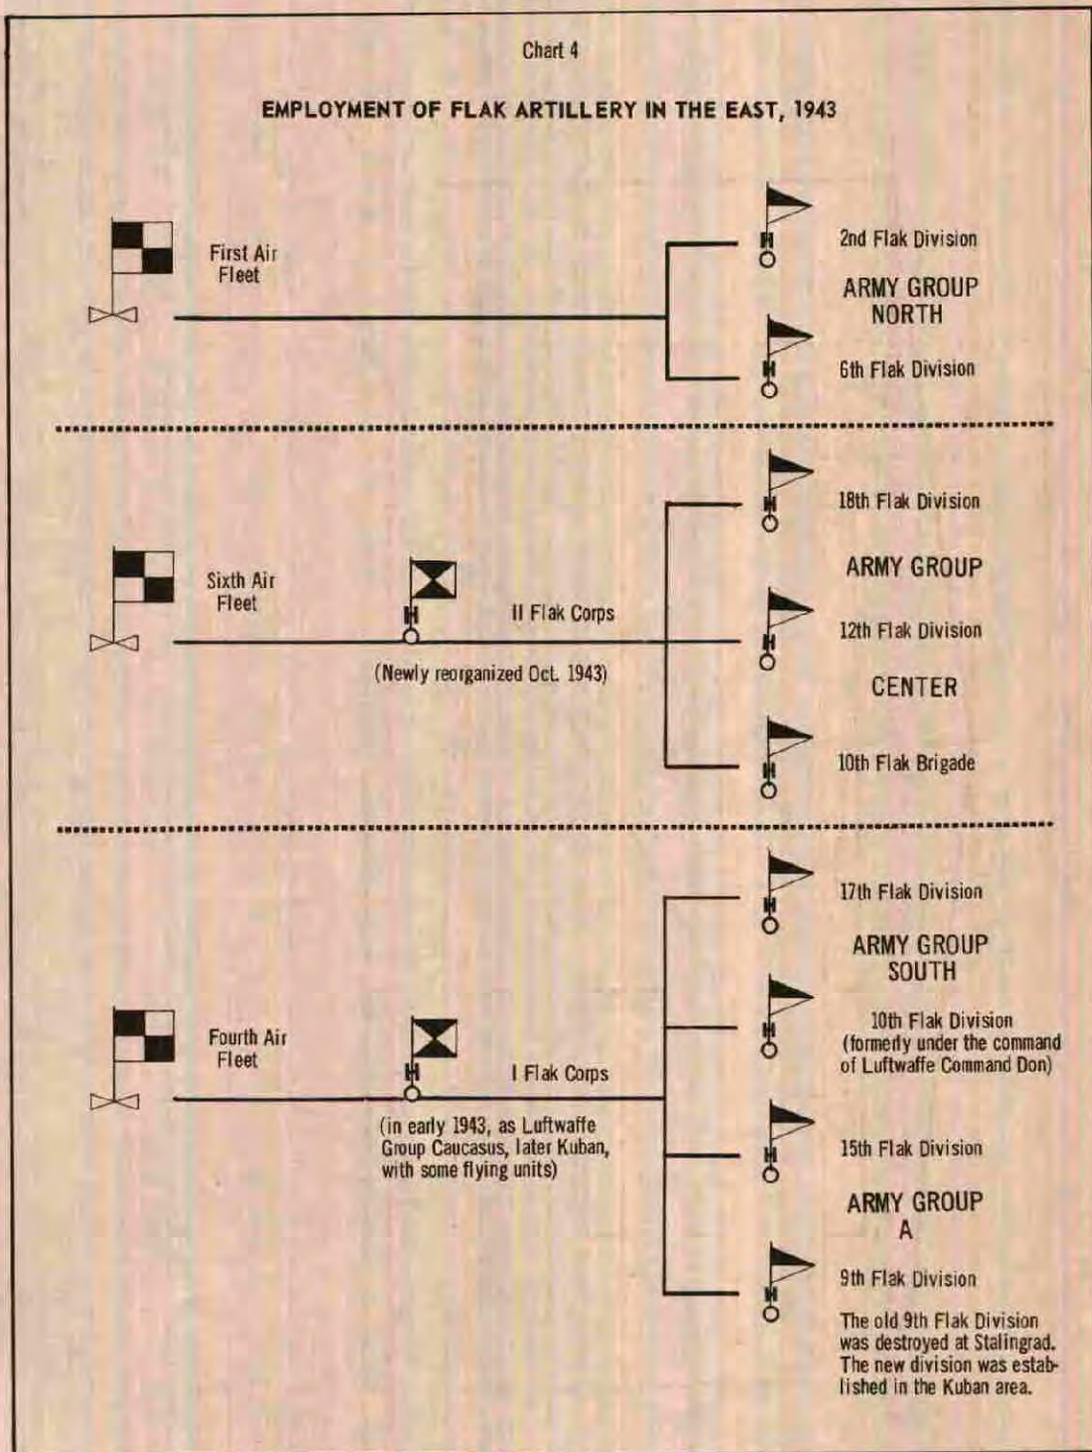 Chart 4
EMPLOYMENT OF FLAK ARTILLERY IN THE EAST, 1943
First Air
Fleet
2nd Flak Division
ARMY GROUP
NORTH
6th Flak Division
Sixth Air
Fleet
II Flak Corps
(Newly reorganized Oct. 1943)
18th Flak Division
ARMY GROUP
12th Flak Division
CENTER
10th Flak Brigade
Fourth Air
Fleet
I Flak Corps
(in early 1943, as Luftwaffe
Group Caucasus, later Kuban,
with some flying units)
17th Flak Division
ARMY GROUP
SOUTH
10th Flak Division
(formerly under the command
of Luftwaffe Command Don)
15th Flak Division
ARMY GROUP
A
9th Flak Division
The old 9th Flak Division
was destroyed at Stalingrad.
The new division was estab-
lished in the Kuban area.